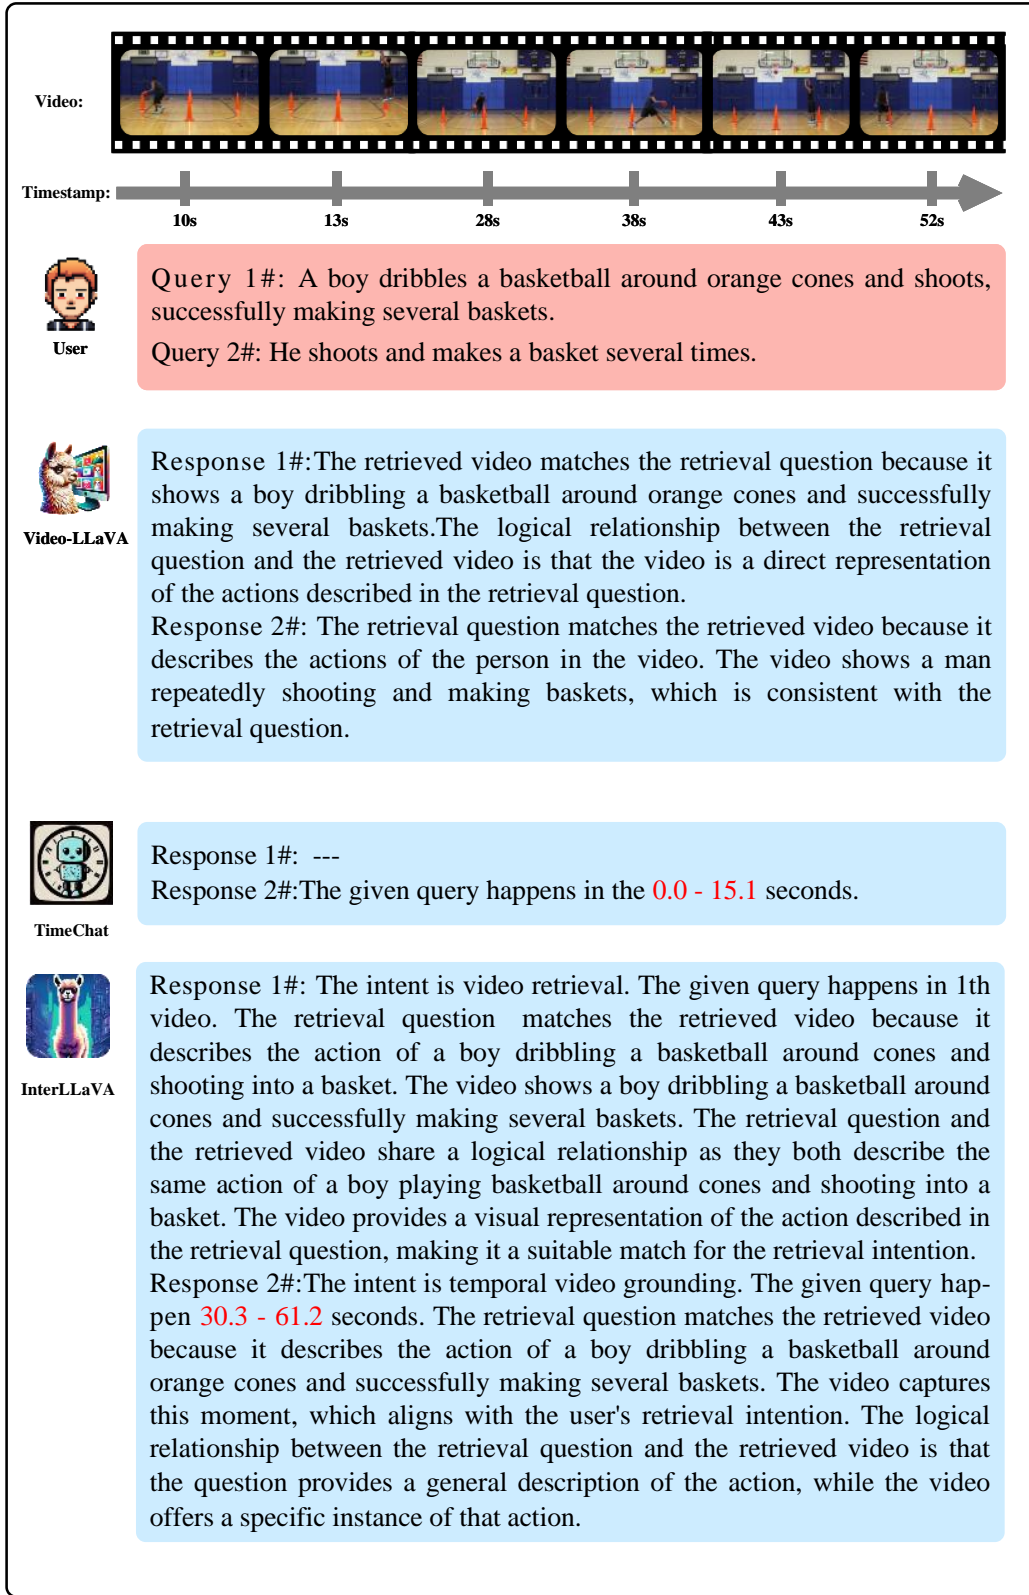 Video:
Timestamp:
10s 13s 28s 38s 43s 52s
Query 1#: A boy dribbles a basketball around orange cones and shoots,
successfully making several baskets.
Query 2#: He shoots and makes a basket several times.
User
Response 1#:The retrieved video matches the retrieval question because it
shows a boy dribbling a basketball around orange cones and successfully
making several baskets.The logical relationship between the retrieval
question and the retrieved video is that the video is a direct representation
of the actions described in the retrieval question.
Response 2#: The retrieval question matches the retrieved video because it
describes the actions of the person in the video. The video shows a man
repeatedly shooting and making baskets, which is consistent with the
retrieval question.
Video-LLaVA
Response 1#: ---
Response 2#:The given query happens in the 0.0 - 15.1 seconds.
TimeChat
Response 1#: The intent is video retrieval. The given query happens in 1th
video. The retrieval question matches the retrieved video because it
describes the action of a boy dribbling a basketball around cones and
shooting into a basket. The video shows a boy dribbling a basketball around
cones and successfully making several baskets. The retrieval question and
the retrieved video share a logical relationship as they both describe the
same action of a boy playing basketball around cones and shooting into a
basket. The video provides a visual representation of the action described in
the retrieval question, making it a suitable match for the retrieval intention.
Response 2#:The intent is temporal video grounding. The given query hap-
pen 30.3 - 61.2 seconds. The retrieval question matches the retrieved video
because it describes the action of a boy dribbling a basketball around
orange cones and successfully making several baskets. The video captures
this moment, which aligns with the user's retrieval intention. The logical
relationship between the retrieval question and the retrieved video is that
the question provides a general description of the action, while the video
offers a specific instance of that action.
InterLLaVA